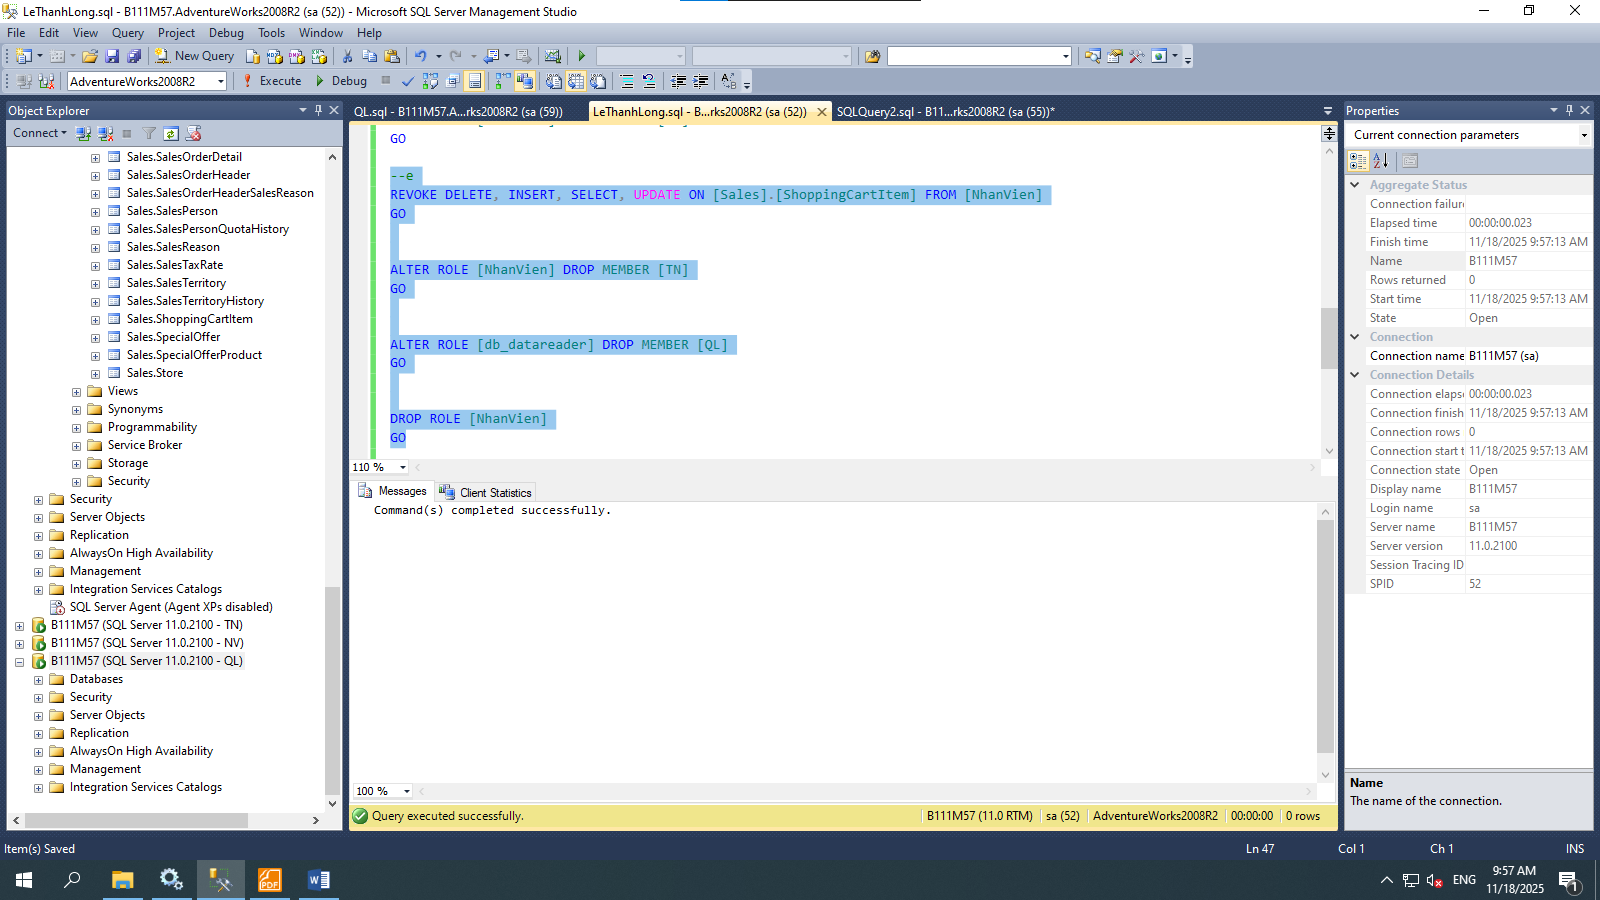 LeThanhLong.sql - B111M57.AdventureWorks2008R2 (sa (52)) - Microsoft SQL Server Management Studio
File Edit View Query Project Debug Tools Window Help
New Query
AdventureWorks2008R2 Execute Debug
Object Explorer
Connect
Sales.SalesOrderDetail
Sales.SalesOrderHeader
Sales.SalesOrderHeaderSalesReason
Sales.SalesPerson
Sales.SalesPersonQuotaHistory
Sales.SalesReason
Sales.SalesTaxRate
Sales.SalesTerritory
Sales.SalesTerritoryHistory
Sales.ShoppingCartItem
Sales.SpecialOffer
Sales.SpecialOfferProduct
Sales.Store
Views
Synonyms
Programmability
Service Broker
Storage
Security
Security
Server Objects
Replication
AlwaysOn High Availability
Management
Integration Services Catalogs
SQL Server Agent (Agent XPs disabled)
B111M57 (SQL Server 11.0.2100 - TN)
B111M57 (SQL Server 11.0.2100 - NV)
B111M57 (SQL Server 11.0.2100 - QL)
Databases
Security
Server Objects
Replication
AlwaysOn High Availability
Management
Integration Services Catalogs
QL.sql - B111M57.A...rks2008R2 (sa (59)) LeThanhLong.sql - B...rks2008R2 (sa (52)) SQLQuery2.sql - B11...rks2008R2 (sa (55))*
GO
--e
REVOKE DELETE, INSERT, SELECT, UPDATE ON [Sales].[ShoppingCartItem] FROM [NhanVien]
GO
ALTER ROLE [NhanVien] DROP MEMBER [TN]
GO
ALTER ROLE [db_datareader] DROP MEMBER [QL]
GO
DROP ROLE [NhanVien]
GO
110 %
Messages Client Statistics
Command(s) completed successfully.
100 %
Query executed successfully. B111M57 (11.0 RTM) sa (52) AdventureWorks2008R2 00:00:00 0 rows
Properties
Current connection parameters
Aggregate Status
Connection failure
Elapsed time 00:00:00.023
Finish time 11/18/2025 9:57:13 AM
Name B111M57
Rows returned 0
Start time 11/18/2025 9:57:13 AM
State Open
Connection
Connection name B111M57 (sa)
Connection Details
Connection elapse 00:00:00.023
Connection finish 11/18/2025 9:57:13 AM
Connection rows 0
Connection start t 11/18/2025 9:57:13 AM
Connection state Open
Display name B111M57
Login name sa
Server name B111M57
Server version 11.0.2100
Session Tracing ID
SPID 52
Name
The name of the connection.
Item(s) Saved Ln 47 Col 1 Ch 1 INS
PDF
ENG
9:57 AM
11/18/2025
1